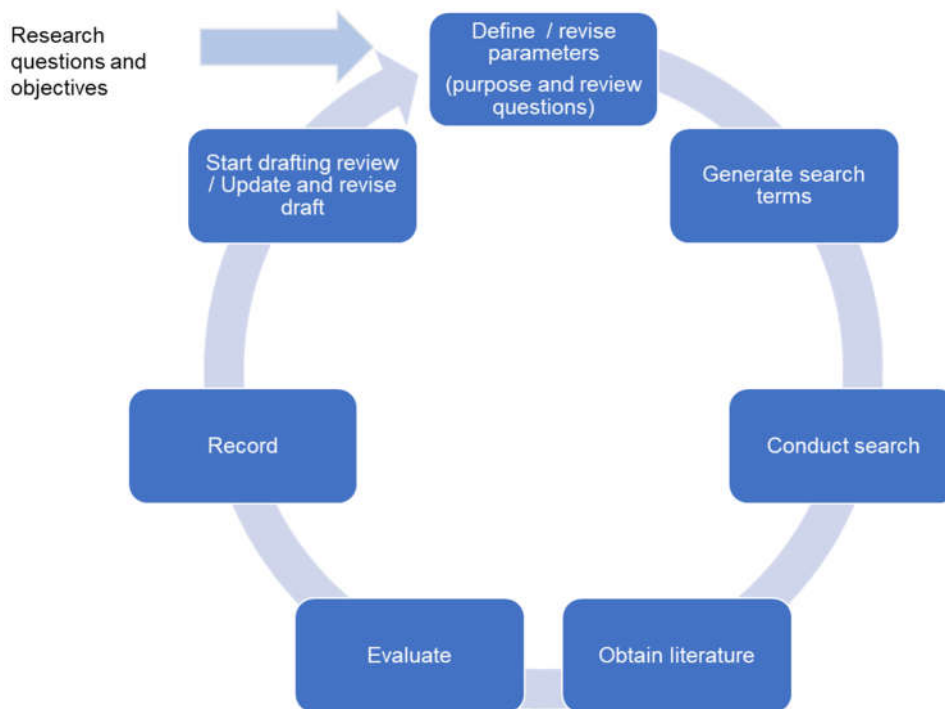 Research
questions and
objectives
Define / revise
parameters
(purpose and review
questions)
Generate search
terms
Conduct search
Obtain literature
Evaluate
Record
Start drafting review
/ Update and revise
draft